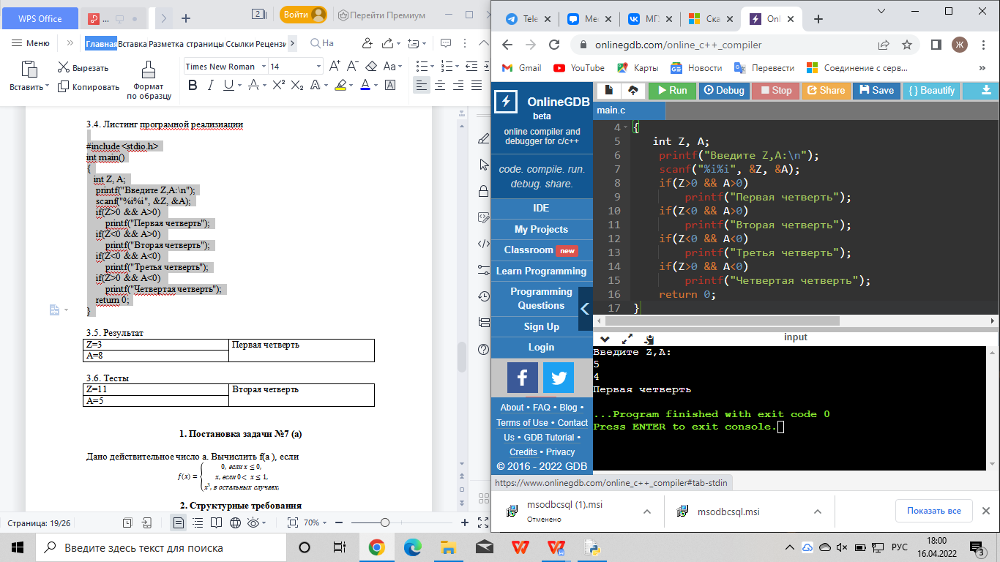 WPS Office
...
2
Войти
Перейти Премиум
Меню
Главная Вставка Разметка страницы Ссылки Рецензи
На
Вставить
Вырезать
Копировать
Формат
по образцу
Times New Roman
14
3.4. Листинг програмной реализиации
#include <stdio.h>
int main()
{
int Z, A;
printf("Введите Z,A:\n");
scanf("%i%i", &Z, &A);
if(Z>0 && A>0)
printf("Первая четверть");
if(Z<0 && A>0)
printf("Вторая четверть");
if(Z<0 && A<0)
printf("Третья четверть");
if(Z>0 && A<0)
printf("Четвертая четверть");
return 0;
}
3.5. Результат
Z=3 Первая четверть
A=8
3.6. Тесты
Z=11 Вторая четверть
A=5
1. Постановка задачи №7 (а)
Дано действительное число a. Вычислить f(a ), если
0, если x ≤ 0,
f(x) = x, если 0 < x ≤ 1,
x³, в остальных случаях,
2. Структурные требования
Страница: 19/26
70%
Tele
Mес
МГУ
Ска
Onl
onlinegdb.com/online_c++_compiler
Ж
Gmail
YouTube
Карты
Новости
Перевести
Соединение с серв...
OnlineGDB
beta
online compiler and
debugger for c/c++
code. compile. run.
debug. share.
IDE
My Projects
Classroom new
Learn Programming
Programming
Questions
Sign Up
Login
About • FAQ • Blog •
Terms of Use • Contact
Us • GDB Tutorial •
Credits • Privacy
© 2016 - 2022 GDB
Run
Debug
Stop
Share
Save
{ } Beautify
main.c
4 {
5 int Z, A;
6 printf("Введите Z,A:\n");
7 scanf("%i%i", &Z, &A);
8 if(Z>0 && A>0)
9 printf("Первая четверть");
10 if(Z<0 && A>0)
11 printf("Вторая четверть");
12 if(Z<0 && A<0)
13 printf("Третья четверть");
14 if(Z>0 && A<0)
15 printf("Четвертая четверть");
16 return 0;
17 }
input
Введите Z,A:
5
4
Первая четверть
...Program finished with exit code 0
Press ENTER to exit console.
https://www.onlinegdb.com/online_c++_compiler#tab-stdin
msodbcsql (1).msi
Отменено
msodbcsql.msi
Показать все
Введите здесь текст для поиска
РУС
18:00
16.04.2022
3